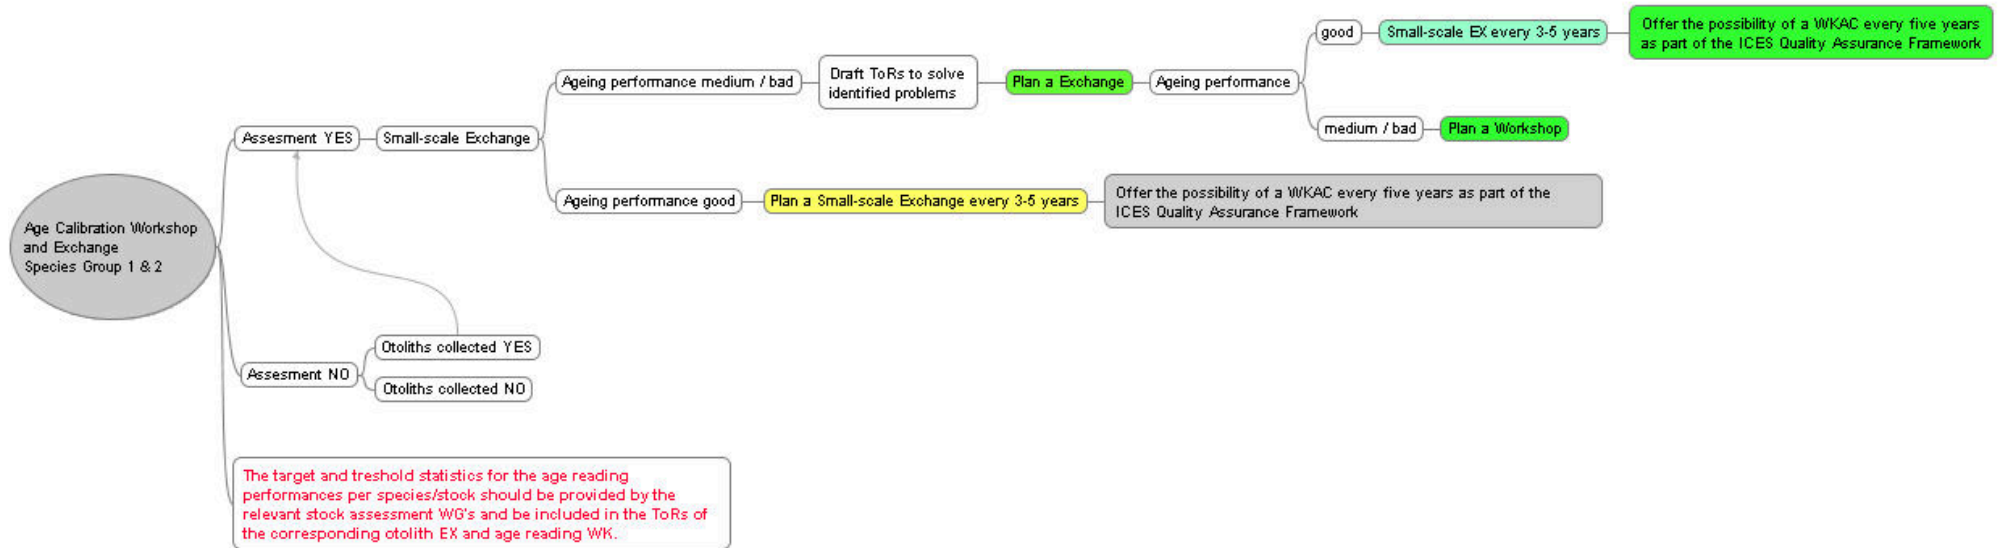 Age Calibration Workshop
and Exchange
Species Group 1 & 2
Assesment YES
Small-scale Exchange
Ageing performance medium / bad
Draft ToRs to solve
identified problems
Plan a Exchange
Ageing performance
good
Small-scale EX every 3-5 years
Offer the possibility of a WKAC every five years
as part of the ICES Quality Assurance Framework
medium / bad
Plan a Workshop
Ageing performance good
Plan a Small-scale Exchange every 3-5 years
Offer the possibility of a WKAC every five years as part of the
ICES Quality Assurance Framework
Assesment NO
Otoliths collected YES
Otoliths collected NO
The target and treshold statistics for the age reading
performances per species/stock should be provided by the
relevant stock assessment WG's and be included in the ToRs of
the corresponding otolith EX and age reading WK.